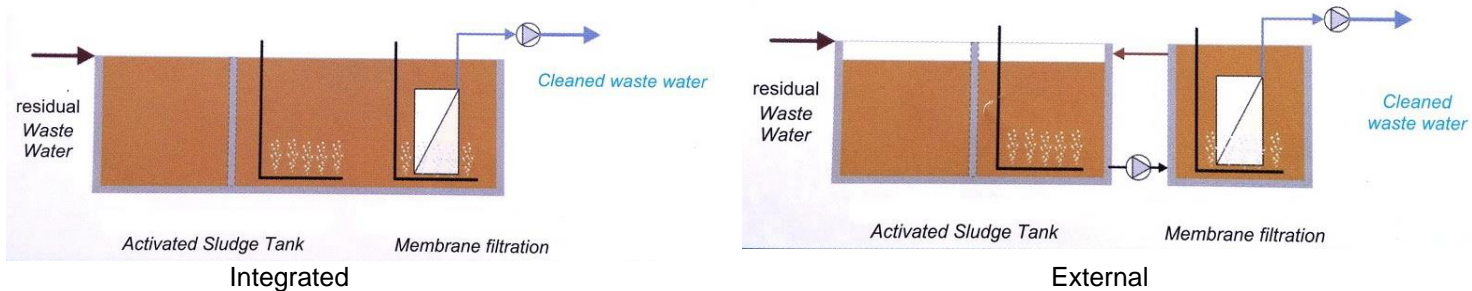 Cleaned waste water
residual
Waste
Water
Activated Sludge Tank
Membrane filtration
Integrated
residual
Waste
Water
Cleaned
waste water
Activated Sludge Tank
Membrane filtration
External